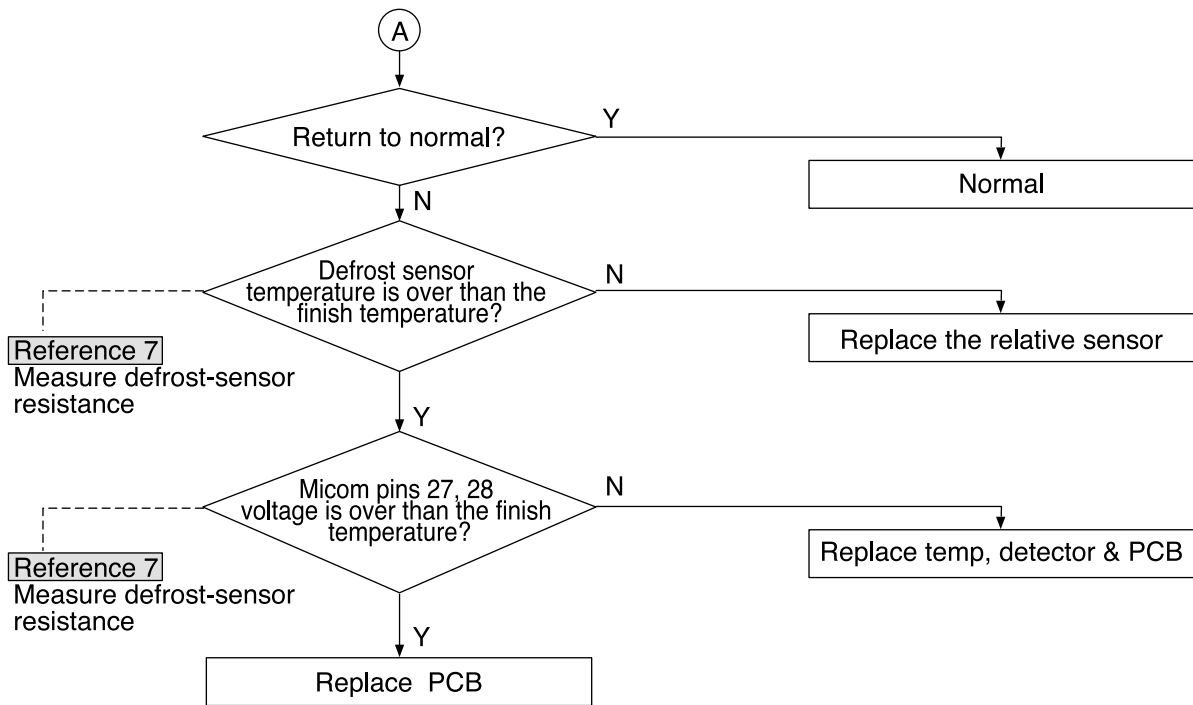 A
Return to normal?
Y
Normal
N
Defrost sensor
temperature is over than the
finish temperature?
N
Replace the relative sensor
Reference 7
Measure defrost-sensor
resistance
Y
Micom pins 27, 28
voltage is over than the finish
temperature?
N
Replace temp, detector & PCB
Reference 7
Measure defrost-sensor
resistance
Y
Replace PCB